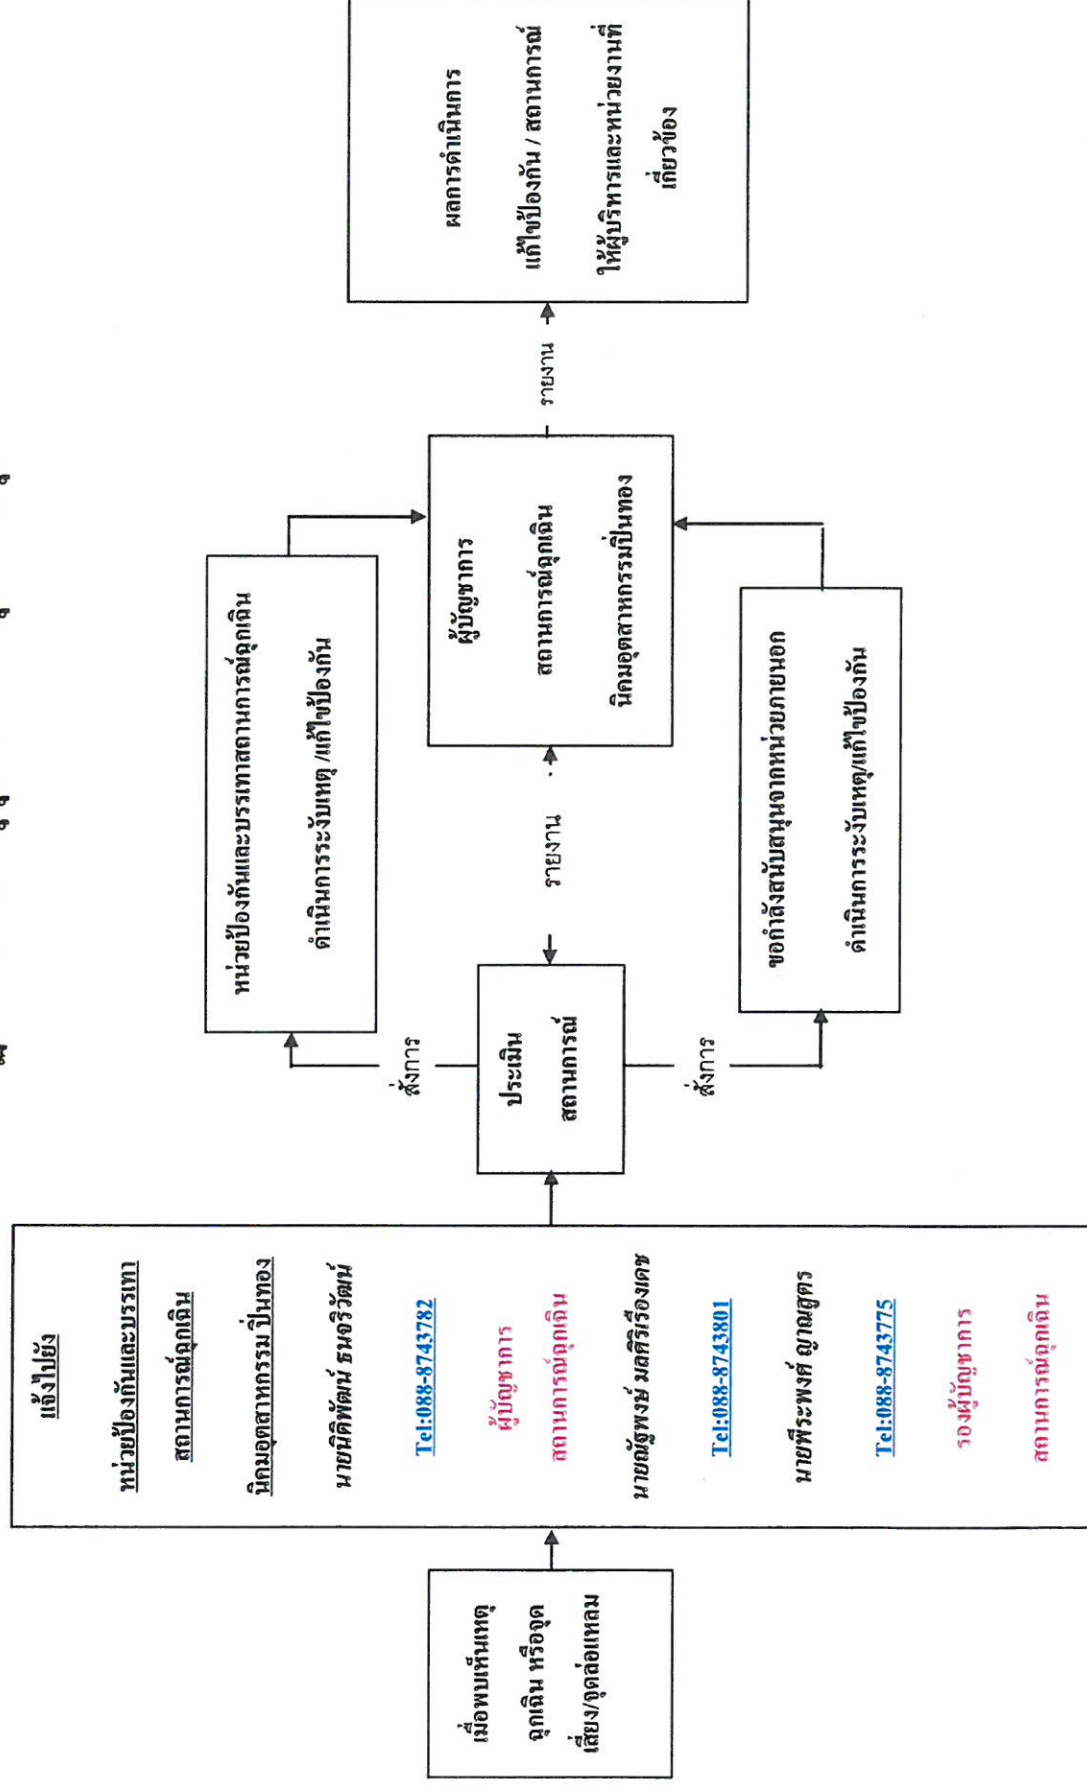 เมื่อพบเห็นเหตุ
ฉุกเฉิน หรือจุด
เสี่ยง/จุดล่อแหลม
แจ้งไปยัง
หน่วยป้องกันและบรรเทา
สถานการณ์ฉุกเฉิน
นิคมอุตสาหกรรม ปิ่นทอง
นายนิติพัฒน์ ธนจริวัฒน์
Tel:088-8743782
ผู้บัญชาการ
สถานการณ์ฉุกเฉิน
นายณัฐพงษ์ มลศิริเรืองเดช
Tel:088-8743801
นายพีระพงศ์ ญาณสูตร
Tel:088-8743775
รองผู้บัญชาการ
สถานการณ์ฉุกเฉิน
ประเมิน
สถานการณ์
สั่งการ
สั่งการ
หน่วยป้องกันและบรรเทาสถานการณ์ฉุกเฉิน
ดำเนินการระงับเหตุ /แก้ไขป้องกัน
ขอกำลังสนับสนุนจากหน่วยภายนอก
ดำเนินการระงับเหตุ/แก้ไขป้องกัน
รายงาน
ผู้บัญชาการ
สถานการณ์ฉุกเฉิน
นิคมอุตสาหกรรมปิ่นทอง
รายงาน
ผลการดำเนินการ
แก้ไขป้องกัน / สถานการณ์
ให้ผู้บริหารและหน่วยงานที่
เกี่ยวข้อง